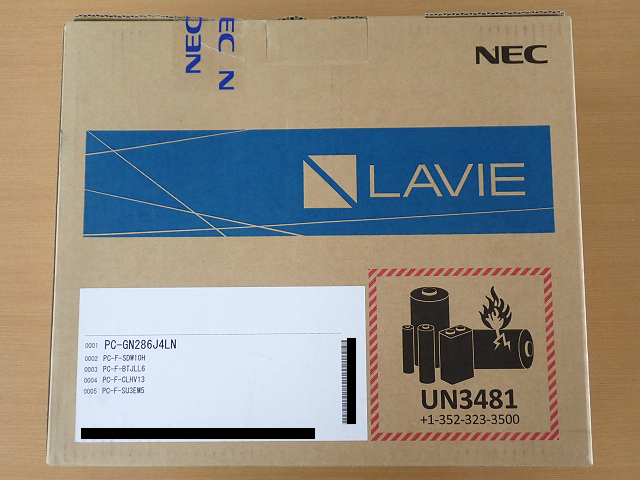 NEC
EC N
NEC
LAVIE
0001 PC-GN286J4LN
0002 PC-F-SDW10H
0003 PC-F-BTJLL6
0004 PC-F-CLHV13
0005 PC-F-SU3EM5
UN3481
+1-352-323-3500